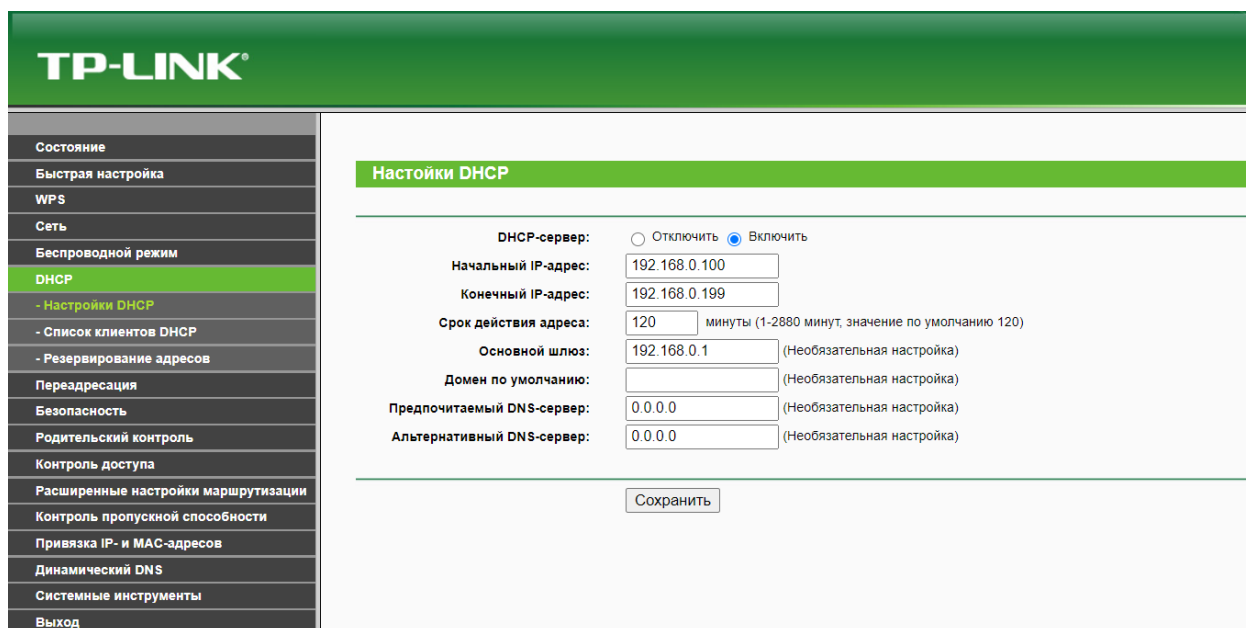 TP-LINK®
Состояние
Быстрая настройка
WPS
Сеть
Беспроводной режим
DHCP
- Настройки DHCP
- Список клиентов DHCP
- Резервирование адресов
Переадресация
Безопасность
Родительский контроль
Контроль доступа
Расширенные настройки маршрутизации
Контроль пропускной способности
Привязка IP- и MAC-адресов
Динамический DNS
Системные инструменты
Выход
Настойки DHCP
DHCP-сервер: Отключить Включить
Начальный IP-адрес: 192.168.0.100
Конечный IP-адрес: 192.168.0.199
Срок действия адреса: 120 минуты (1-2880 минут, значение по умолчанию 120)
Основной шлюз: 192.168.0.1 (Необязательная настройка)
Домен по умолчанию: (Необязательная настройка)
Предпочитаемый DNS-сервер: 0.0.0.0 (Необязательная настройка)
Альтернативный DNS-сервер: 0.0.0.0 (Необязательная настройка)
Сохранить